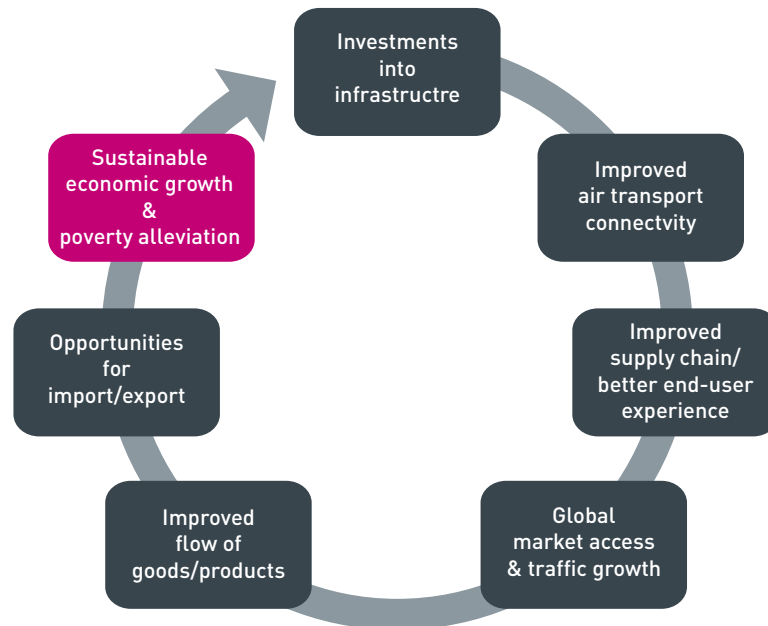 Investments
into
infrastructre
Improved
air transport
connectvity
Improved
supply chain/
better end-user
experience
Global
market access
& traffic growth
Improved
flow of
goods/products
Opportunities
for
import/export
Sustainable
economic growth
&
poverty alleviation